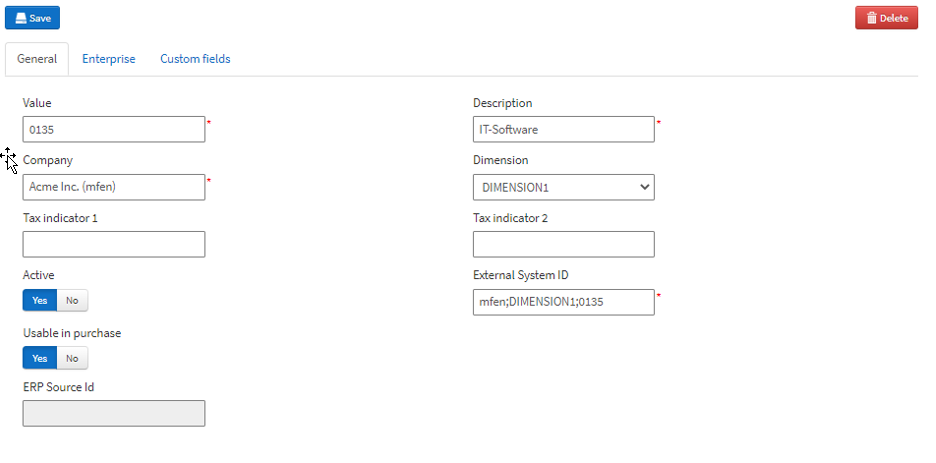 Save
Delete
General
Enterprise
Custom fields
Value
Description
0135 *
IT-Software *
Company
Dimension
Acme Inc. (mfen) *
DIMENSION1
Tax indicator 1
Tax indicator 2
Active
External System ID
Yes No
mfen;DIMENSION1;0135 *
Usable in purchase
Yes No
ERP Source Id